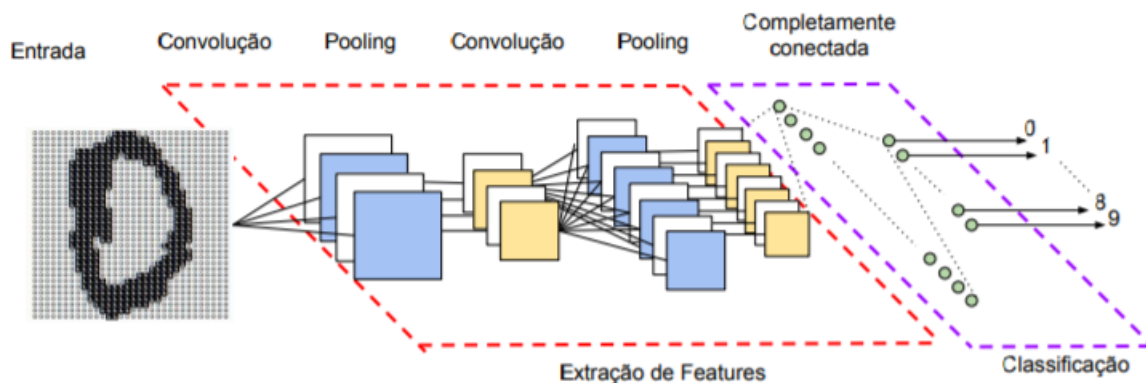 Entrada
Convolução
Pooling
Convolução
Pooling
Completamente
conectada
0
1
8
9
Extração de Features
Classificação